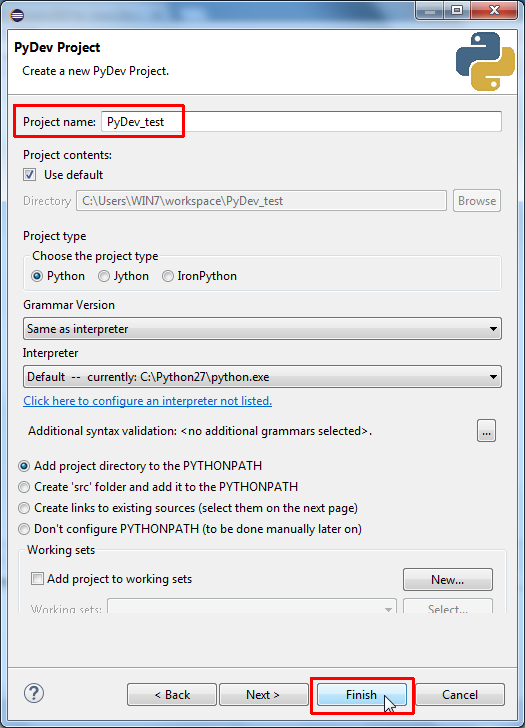 PyDev Project
Create a new PyDev Project.
Project name: PyDev_test
Project contents:
Use default
Directory C:\Users\WIN7\workspace\PyDev_test Browse
Project type
Choose the project type
Python Jython IronPython
Grammar Version
Same as interpreter
Interpreter
Default -- currently: C:\Python27\python.exe
Click here to configure an interpreter not listed.
Additional syntax validation: <no additional grammars selected>. ...
Add project directory to the PYTHONPATH
Create 'src' folder and add it to the PYTHONPATH
Create links to existing sources (select them on the next page)
Don't configure PYTHONPATH (to be done manually later on)
Working sets
Add project to working sets New...
Working sets: Select...
? < Back Next > Finish Cancel